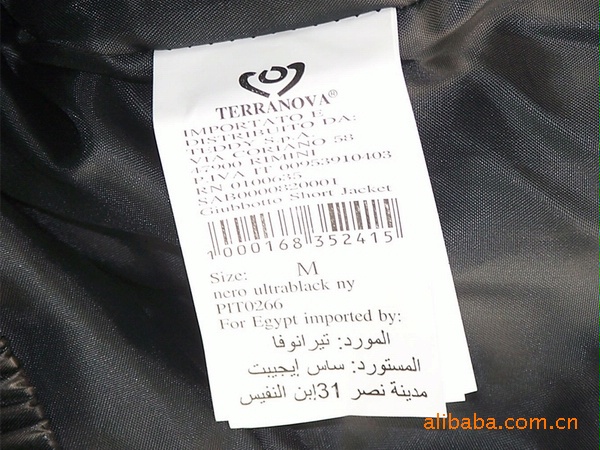 TERRANOVA®
IMPORTATO E
DISTRIBUITO DA:
TEDDY S.P.A.
VIA CORIANO 58
47900 RIMINI
P.IVA IT 00953910403
RN 0100635
SAB0000820001
Giubbotto Short Jacket
1000168352415
Size: M
nero ultrablack ny
PIT0266
For Egypt imported by:
المورد: تيرانوفا
المستورد: ساس إيجيبت
مدينة نصر 31إبن النفيس
alibaba.com.cn